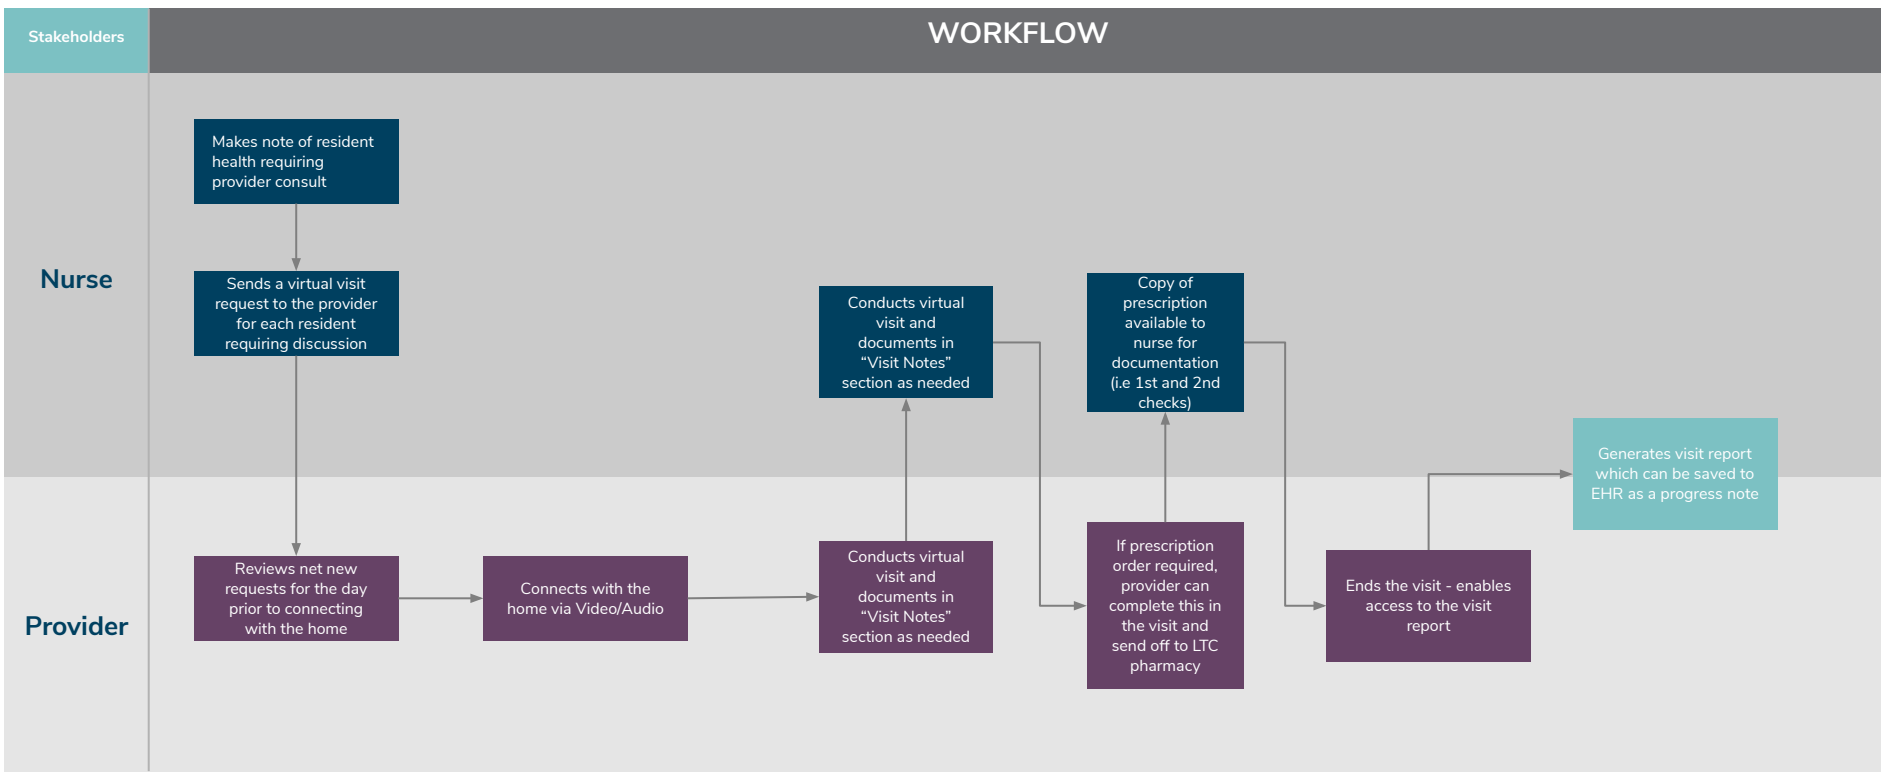 Stakeholders
WORKFLOW
Nurse
Makes note of resident
health requiring
provider consult
Sends a virtual visit
request to the provider
for each resident
requiring discussion
Conducts virtual
visit and
documents in
“Visit Notes”
section as needed
Copy of
prescription
available to
nurse for
documentation
(i.e 1st and 2nd
checks)
Generates visit report
which can be saved to
EHR as a progress note
Provider
Reviews net new
requests for the day
prior to connecting
with the home
Connects with the
home via Video/Audio
Conducts virtual
visit and
documents in
“Visit Notes”
section as needed
If prescription
order required,
provider can
complete this in
the visit and
send off to LTC
pharmacy
Ends the visit - enables
access to the visit
report